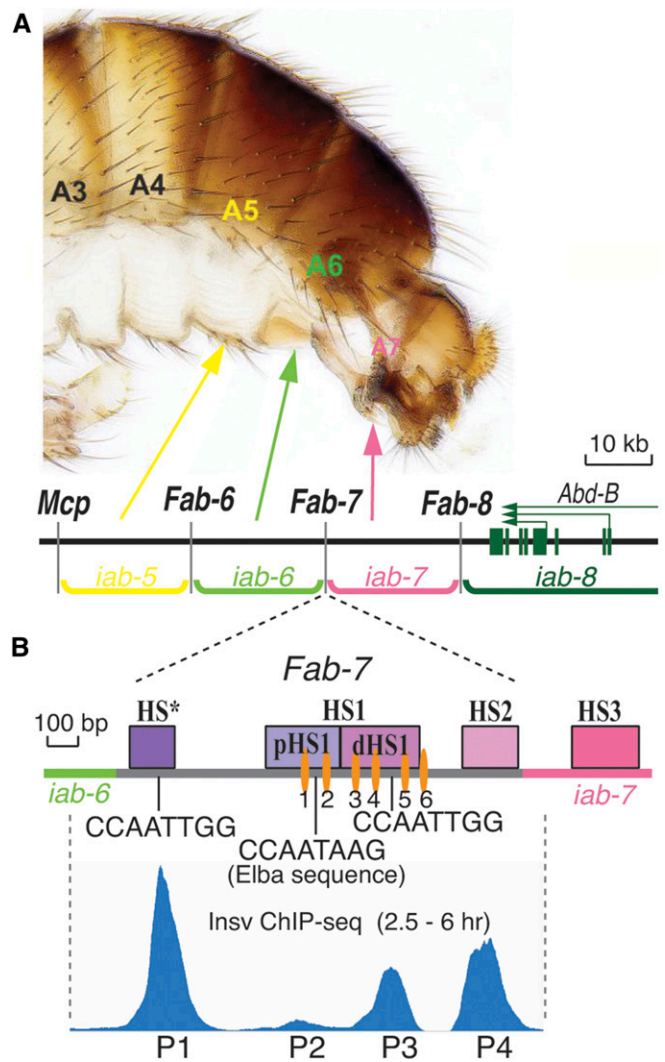 A
A3 A4 A5
A6
A7
10 kb
Mcp Fab-6 Fab-7 Fab-8 Abd-B
iab-5 iab-6 iab-7 iab-8
B
Fab-7
100 bp HS* HS1 HS2 HS3
pHS1 dHS1
iab-6 1 2 3 4 5 6 iab-7
CCAATTGG CCAATTGG
CCAATAAG
(Elba sequence)
Insv ChIP-seq (2.5 - 6 hr)
P1 P2 P3 P4